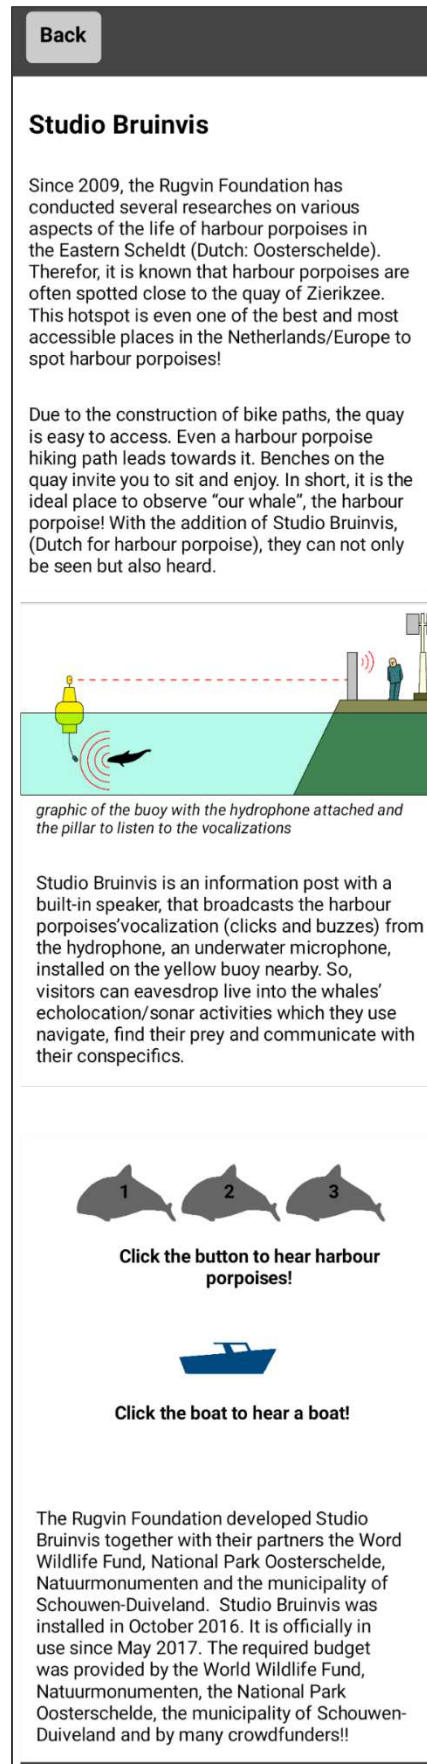 Back
Studio Bruinvis
Since 2009, the Rugvin Foundation has
conducted several researches on various
aspects of the life of harbour porpoises in
the Eastern Scheldt (Dutch: Oosterschelde).
Therefor, it is known that harbour porpoises are
often spotted close to the quay of Zierikzee.
This hotspot is even one of the best and most
accessible places in the Netherlands/Europe to
spot harbour porpoises!
Due to the construction of bike paths, the quay
is easy to access. Even a harbour porpoise
hiking path leads towards it. Benches on the
quay invite you to sit and enjoy. In short, it is the
ideal place to observe “our whale”, the harbour
porpoise! With the addition of Studio Bruinvis,
(Dutch for harbour porpoise), they can not only
be seen but also heard.
graphic of the buoy with the hydrophone attached and
the pillar to listen to the vocalizations
Studio Bruinvis is an information post with a
built-in speaker, that broadcasts the harbour
porpoises’vocalization (clicks and buzzes) from
the hydrophone, an underwater microphone,
installed on the yellow buoy nearby. So,
visitors can eavesdrop live into the whales’
echolocation/sonar activities which they use
navigate, find their prey and communicate with
their conspecifics.
1 2 3
Click the button to hear harbour
porpoises!
Click the boat to hear a boat!
The Rugvin Foundation developed Studio
Bruinvis together with their partners the Word
Wildlife Fund, National Park Oosterschelde,
Natuurmonumenten and the municipality of
Schouwen-Duiveland.  Studio Bruinvis was
installed in October 2016. It is officially in
use since May 2017. The required budget
was provided by the World Wildlife Fund,
Natuurmonumenten, the National Park
Oosterschelde, the municipality of Schouwen-
Duiveland and by many crowdfunders!!